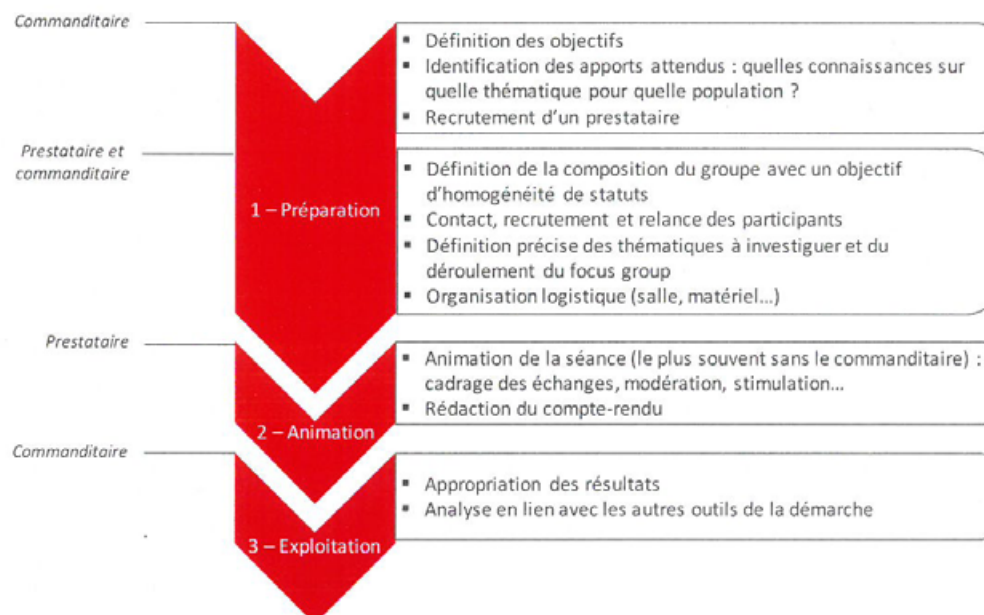 Commanditaire
▪ Définition des objectifs
▪ Identification des apports attendus : quelles connaissances sur
quelle thématique pour quelle population ?
▪ Recrutement d'un prestataire
Prestataire et
commanditaire
1 – Préparation
▪ Définition de la composition du groupe avec un objectif
d'homogénéité de statuts
▪ Contact, recrutement et relance des participants
▪ Définition précise des thématiques à investiguer et du
déroulement du focus group
▪ Organisation logistique (salle, matériel…)
Prestataire
2 – Animation
▪ Animation de la séance (le plus souvent sans le commanditaire) :
cadrage des échanges, modération, stimulation…
▪ Rédaction du compte-rendu
Commanditaire
3 – Exploitation
▪ Appropriation des résultats
▪ Analyse en lien avec les autres outils de la démarche